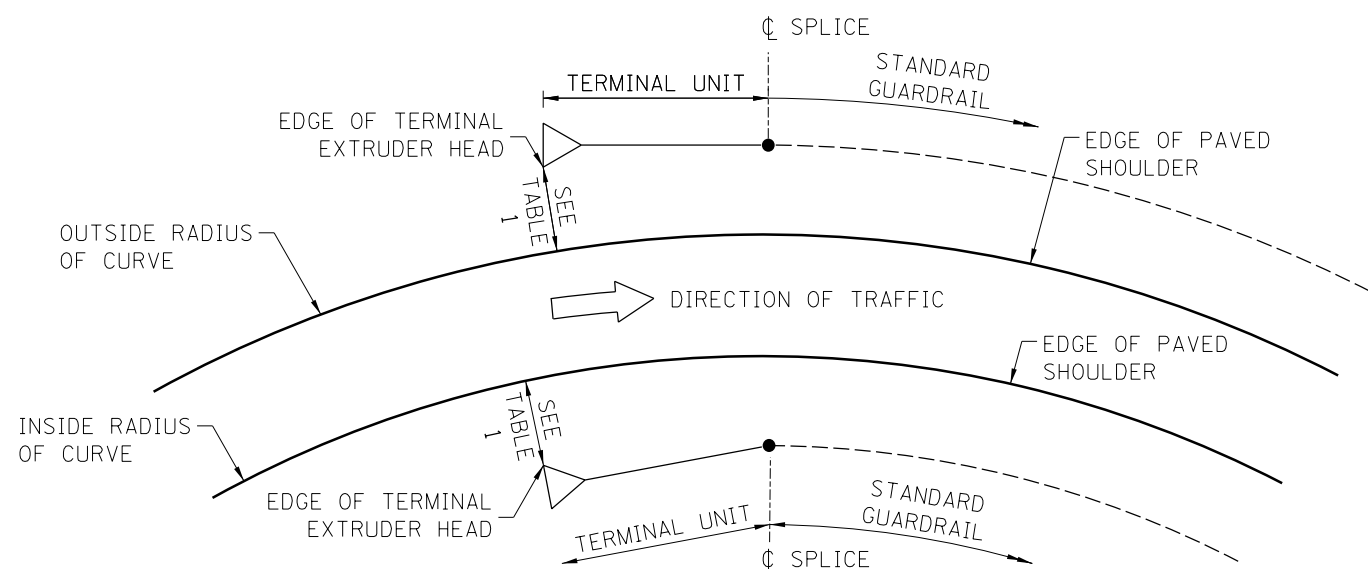 ℄ SPLICE
TERMINAL UNIT
STANDARD
GUARDRAIL
EDGE OF TERMINAL
EXTRUDER HEAD
EDGE OF PAVED
SHOULDER
SEE
TABLE
1
OUTSIDE RADIUS
OF CURVE
DIRECTION OF TRAFFIC
EDGE OF PAVED
SHOULDER
SEE
TABLE
1
INSIDE RADIUS
OF CURVE
EDGE OF TERMINAL
EXTRUDER HEAD
STANDARD
GUARDRAIL
TERMINAL UNIT
℄ SPLICE